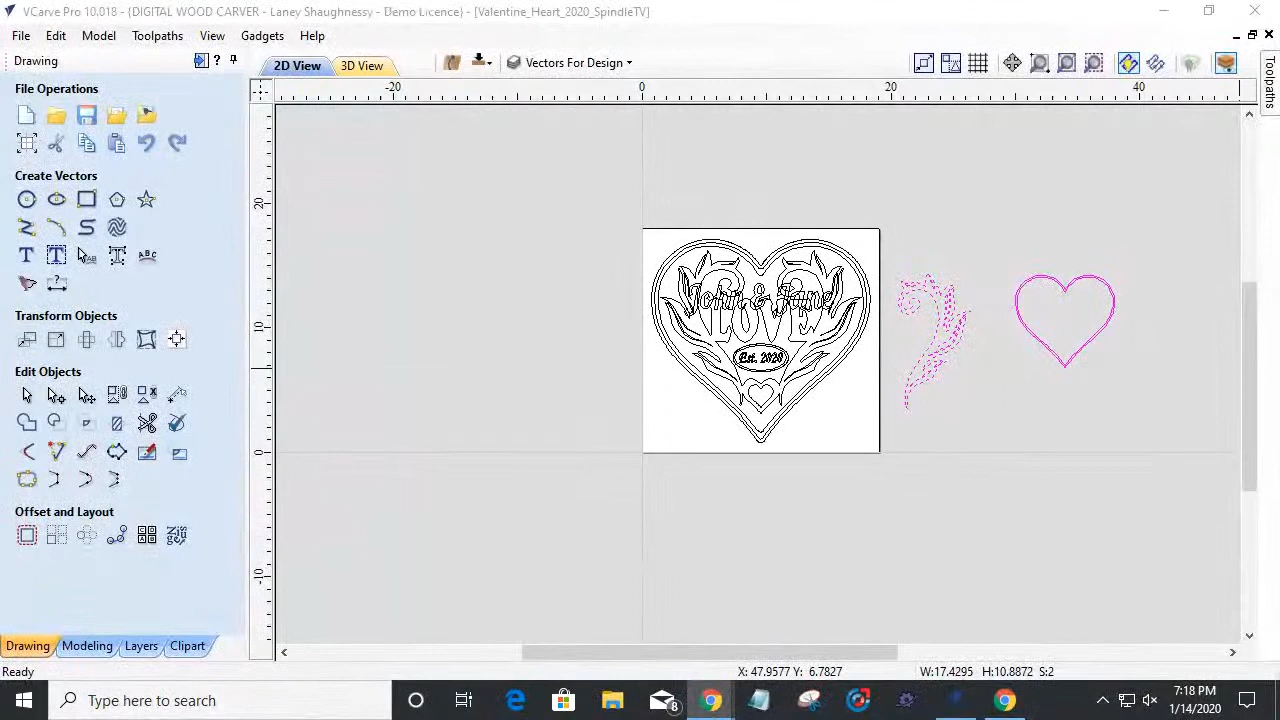 VCarve Pro 10.018 - {DIGITAL WOOD CARVER - Laney Shaughnessy - Demo Licence} - [Valentine_Heart_2020_SpindleTV]
File Edit Model Toolpaths View Gadgets Help
Drawing
2D View 3D View Vectors For Design
Toolpaths
File Operations
-20 0 20 40
Create Vectors
20
10
0
-10
John & Jane
LOVE
Est. 2020
Transform Objects
Edit Objects
Offset and Layout
Drawing Modeling Layers Clipart
Ready X: 47.9577 Y: 6.7827 W:17.4295 H:10.8872 S:2
Type here to search
8
7:18 PM
1/14/2020